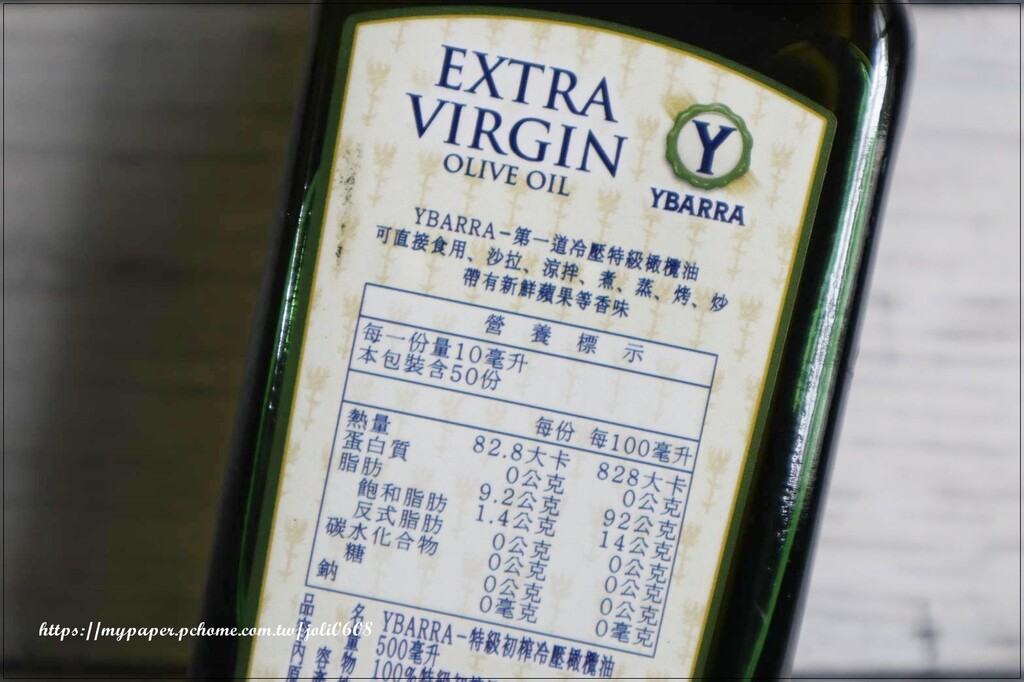 EXTRA
VIRGIN
OLIVE OIL
Y
YBARRA
YBARRA-第一道冷壓特級橄欖油
可直接食用、沙拉、涼拌、煮、蒸、烤、炒
帶有新鮮蘋果等香味
營養標示
每一份量10毫升
本包裝含50份
每份 每100毫升
熱量 82.8大卡 828大卡
蛋白質 0公克 0公克
脂肪 9.2公克 92公克
飽和脂肪 1.4公克 14公克
反式脂肪 0公克 0公克
碳水化合物 0公克 0公克
糖 0公克 0公克
鈉 0毫克 0毫克
品名 YBARRA-特級初榨冷壓橄欖油
內容量 500毫升
100%特級初榨
https://mypaper.pchome.com.tw/joli0608